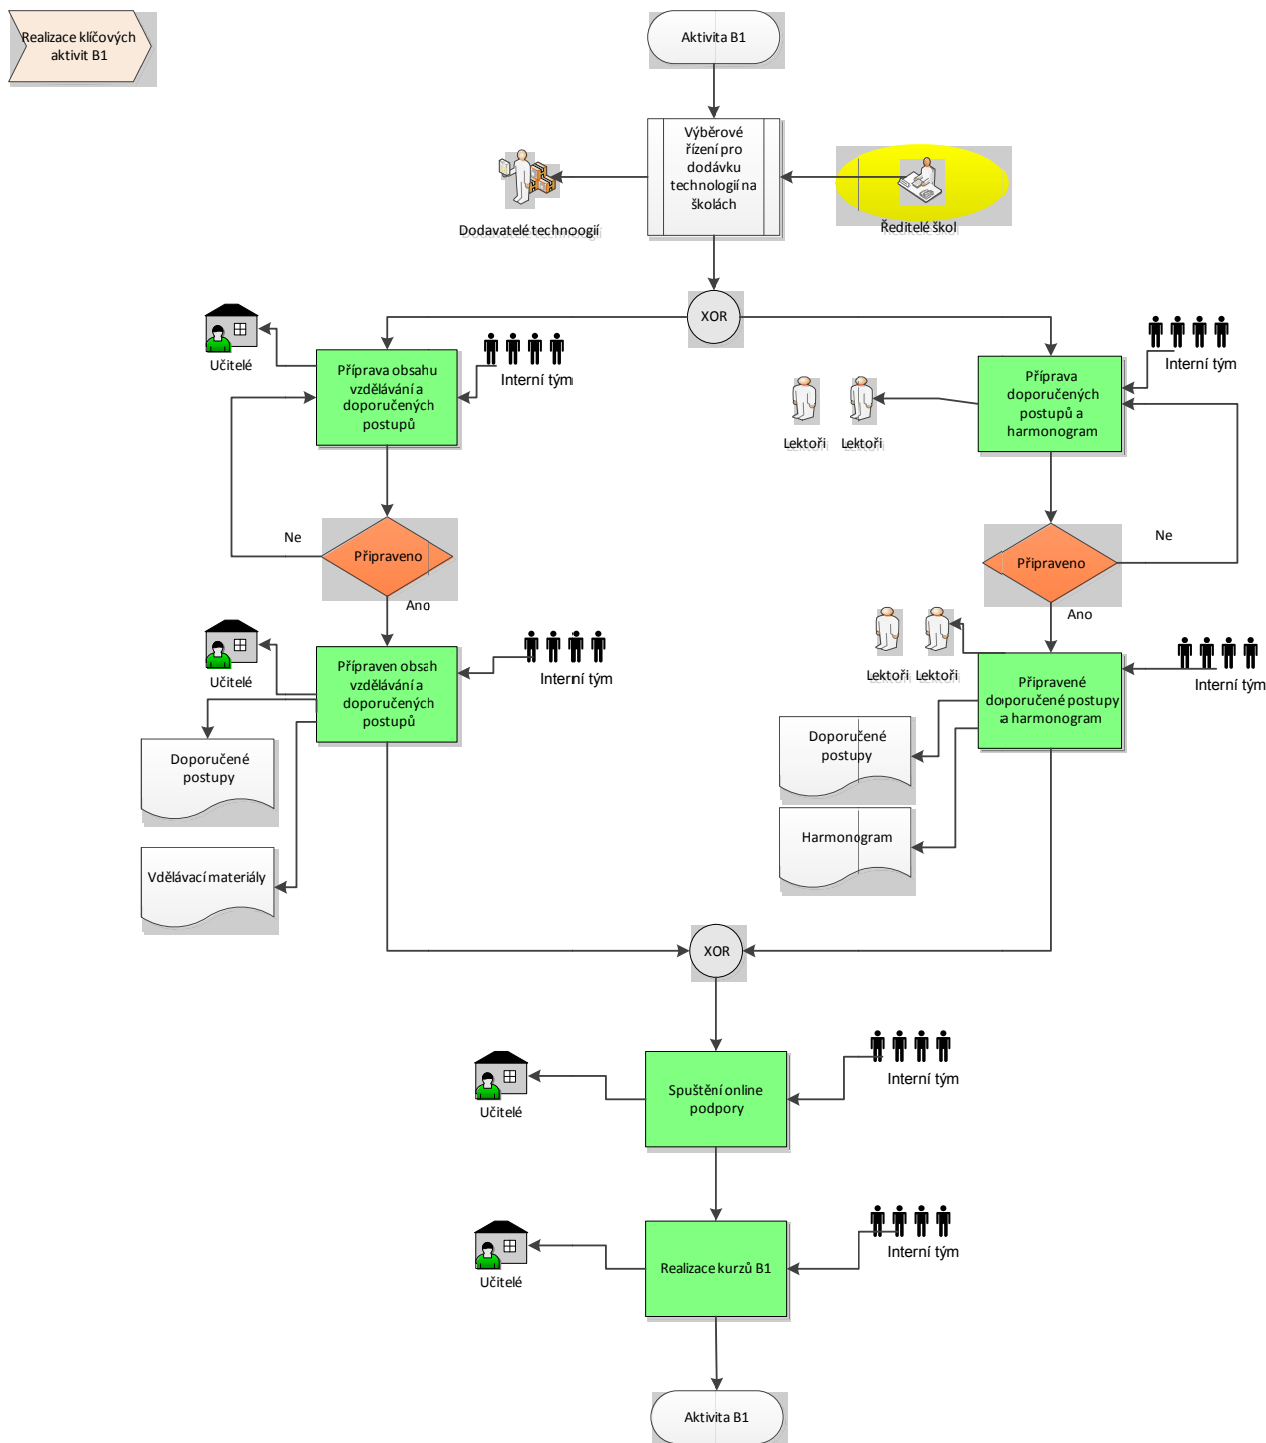 Realizace klíčových
aktivit B1
Aktivita B1
Výběrové
řízení pro
dodávku
technologií na
školách
Dodavatelé technoogií
Ředitelé škol
XOR
Učitelé
Interní tým
Příprava obsahu
vzdělávání a
doporučených
postupů
Interní tým
Příprava
doporučených
postupů a
harmonogram
Lektoři
Lektoři
Ne
Připraveno
Ano
Ne
Připraveno
Ano
Učitelé
Interní tým
Přípraven obsah
vzdělávání a
doporučených
postupů
Lektoři
Lektoři
Interní tým
Připravené
doporučené postupy
a harmonogram
Doporučené
postupy
Doporučené
postupy
Harmonogram
Vdělávací materiály
XOR
Interní tým
Spuštění online
podpory
Učitelé
Interní tým
Realizace kurzů B1
Učitelé
Aktivita B1